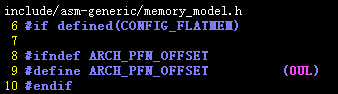 include/asm-generic/memory_model.h
6 #if defined(CONFIG_FLATMEM)
7
8 #ifndef ARCH_PFN_OFFSET
9 #define ARCH_PFN_OFFSET (0UL)
10 #endif